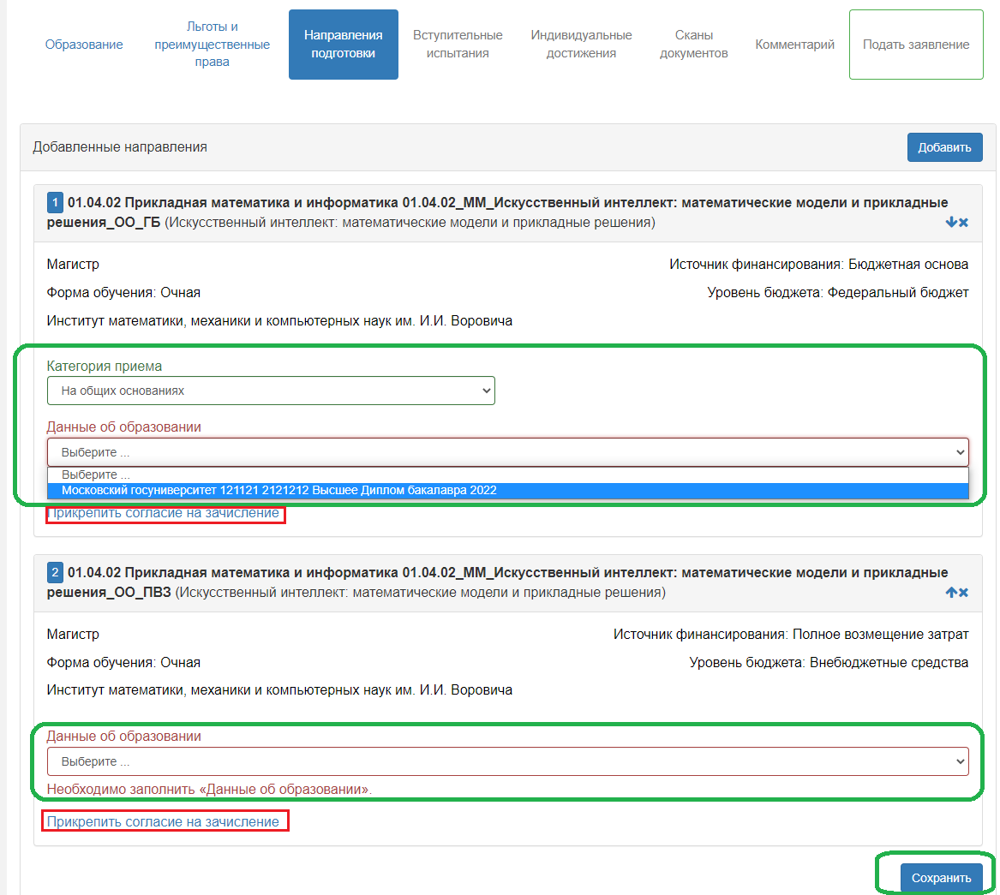 Образование
Льготы и
преимущественные
права
Направления
подготовки
Вступительные
испытания
Индивидуальные
достижения
Сканы
документов
Комментарий
Подать заявление
Добавленные направления
Добавить
1 01.04.02 Прикладная математика и информатика 01.04.02_ММ_Искусственный интеллект: математические модели и прикладные
решения_ОО_ГБ (Искусственный интеллект: математические модели и прикладные решения)
Магистр
Источник финансирования: Бюджетная основа
Форма обучения: Очная
Уровень бюджета: Федеральный бюджет
Институт математики, механики и компьютерных наук им. И.И. Воровича
Категория приема
На общих основаниях
Данные об образовании
Выберите ...
Выберите ...
Московский госуниверситет 121121 2121212 Высшее Диплом бакалавра 2022
Прикрепить согласие на зачисление
2 01.04.02 Прикладная математика и информатика 01.04.02_ММ_Искусственный интеллект: математические модели и прикладные
решения_ОО_ПВЗ (Искусственный интеллект: математические модели и прикладные решения)
Магистр
Источник финансирования: Полное возмещение затрат
Форма обучения: Очная
Уровень бюджета: Внебюджетные средства
Институт математики, механики и компьютерных наук им. И.И. Воровича
Данные об образовании
Выберите ...
Необходимо заполнить «Данные об образовании».
Прикрепить согласие на зачисление
Сохранить